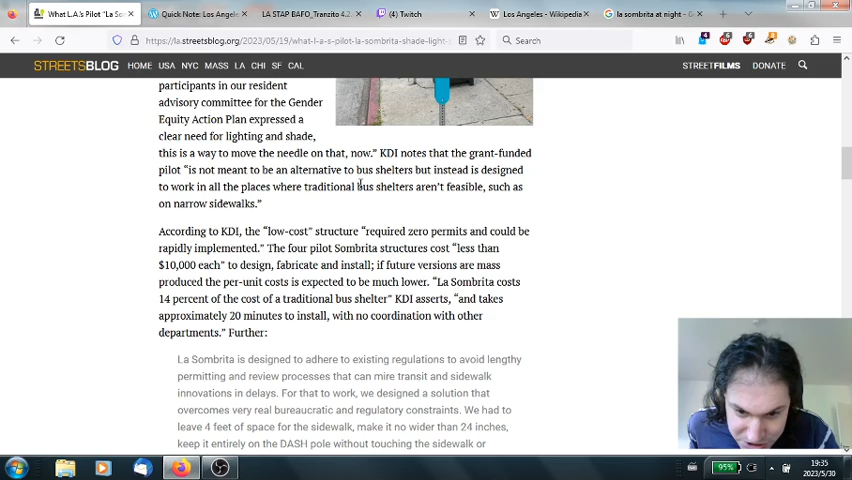 What L.A.'s Pilot "La So
Quick Note: Los Angeles
LA STAP BAFO_Tranzito 4.2.
(4) Twitch
Los Angeles - Wikipedia
la sombrita at night - G
https://la.streetsblog.org/2023/05/19/what-l-a-s-pilot-la-sombrita-shade-light-
Search
STREETSBLOG HOME USA NYC MASS LA CHI SF CAL STREETFILMS DONATE
participants in our resident
advisory committee for the Gender
Equity Action Plan expressed a
clear need for lighting and shade,
this is a way to move the needle on that, now.” KDI notes that the grant-funded
pilot “is not meant to be an alternative to bus shelters but instead is designed
to work in all the places where traditional bus shelters aren’t feasible, such as
on narrow sidewalks.”
According to KDI, the “low-cost” structure “required zero permits and could be
rapidly implemented.” The four pilot Sombrita structures cost “less than
$10,000 each” to design, fabricate and install; if future versions are mass
produced the per-unit costs is expected to be much lower. “La Sombrita costs
14 percent of the cost of a traditional bus shelter” KDI asserts, “and takes
approximately 20 minutes to install, with no coordination with other
departments.” Further:
La Sombrita is designed to adhere to existing regulations to avoid lengthy
permitting and review processes that can mire transit and sidewalk
innovations in delays. For that to work, we designed a solution that
overcomes very real bureaucratic and regulatory constraints. We had to
leave 4 feet of space for the sidewalk, make it no wider than 24 inches,
keep it entirely on the DASH pole without touching the sidewalk or
95%
19:35
2023/5/30